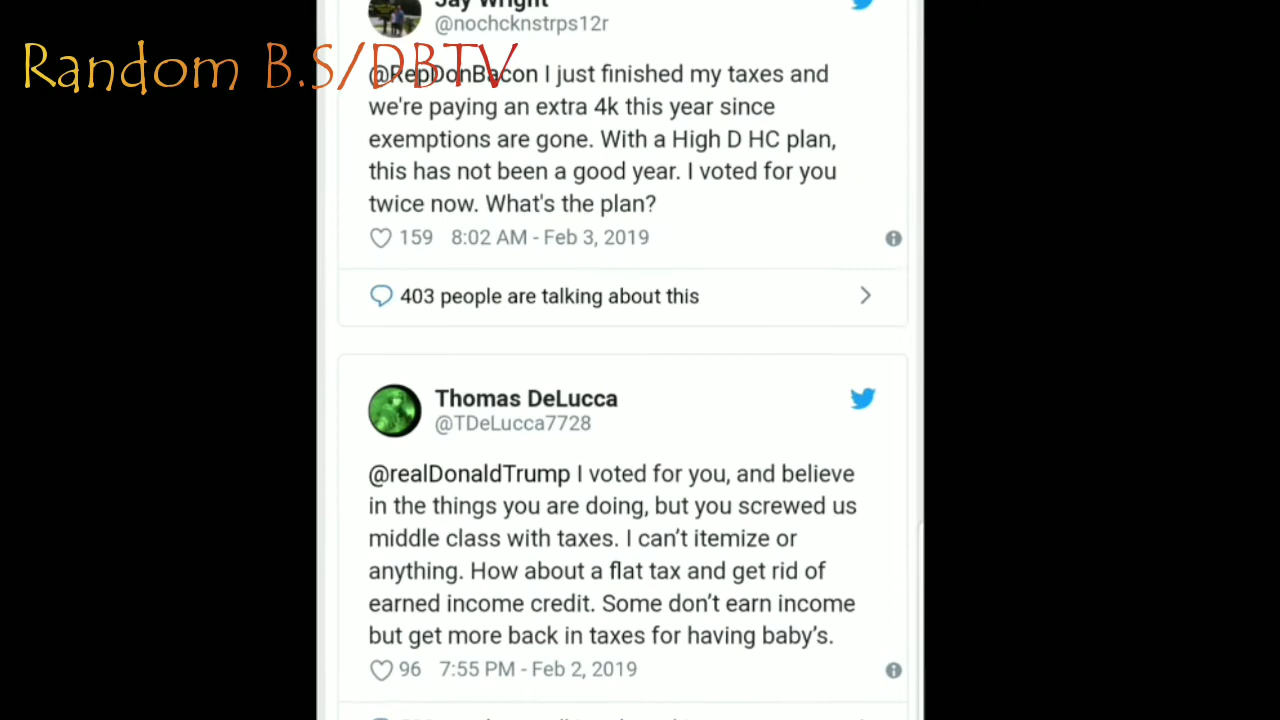 Jay Wright
@nochcknstrps12r
Random B.S/DBTV
@RepDonBacon I just finished my taxes and
we're paying an extra 4k this year since
exemptions are gone. With a High D HC plan,
this has not been a good year. I voted for you
twice now. What's the plan?
159 8:02 AM - Feb 3, 2019
403 people are talking about this
Thomas DeLucca
@TDeLucca7728
@realDonaldTrump I voted for you, and believe
in the things you are doing, but you screwed us
middle class with taxes. I can’t itemize or
anything. How about a flat tax and get rid of
earned income credit. Some don’t earn income
but get more back in taxes for having baby’s.
96 7:55 PM - Feb 2, 2019